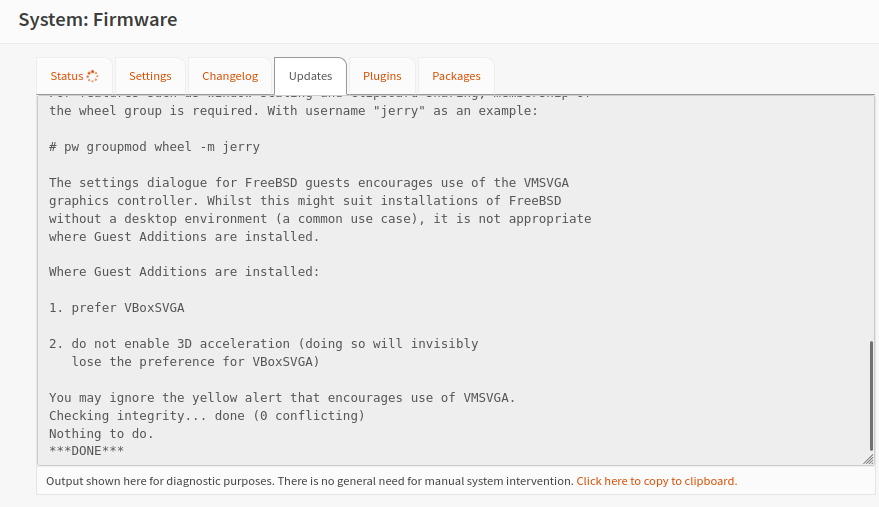 System: Firmware
Status Settings Changelog Updates Plugins Packages
the wheel group is required. With username "jerry" as an example:
# pw groupmod wheel -m jerry
The settings dialogue for FreeBSD guests encourages use of the VMSVGA
graphics controller. Whilst this might suit installations of FreeBSD
without a desktop environment (a common use case), it is not appropriate
where Guest Additions are installed.
Where Guest Additions are installed:
1. prefer VBoxSVGA
2. do not enable 3D acceleration (doing so will invisibly
lose the preference for VBoxSVGA)
You may ignore the yellow alert that encourages use of VMSVGA.
Checking integrity... done (0 conflicting)
Nothing to do.
***DONE***
Output shown here for diagnostic purposes. There is no general need for manual system intervention. Click here to copy to clipboard.